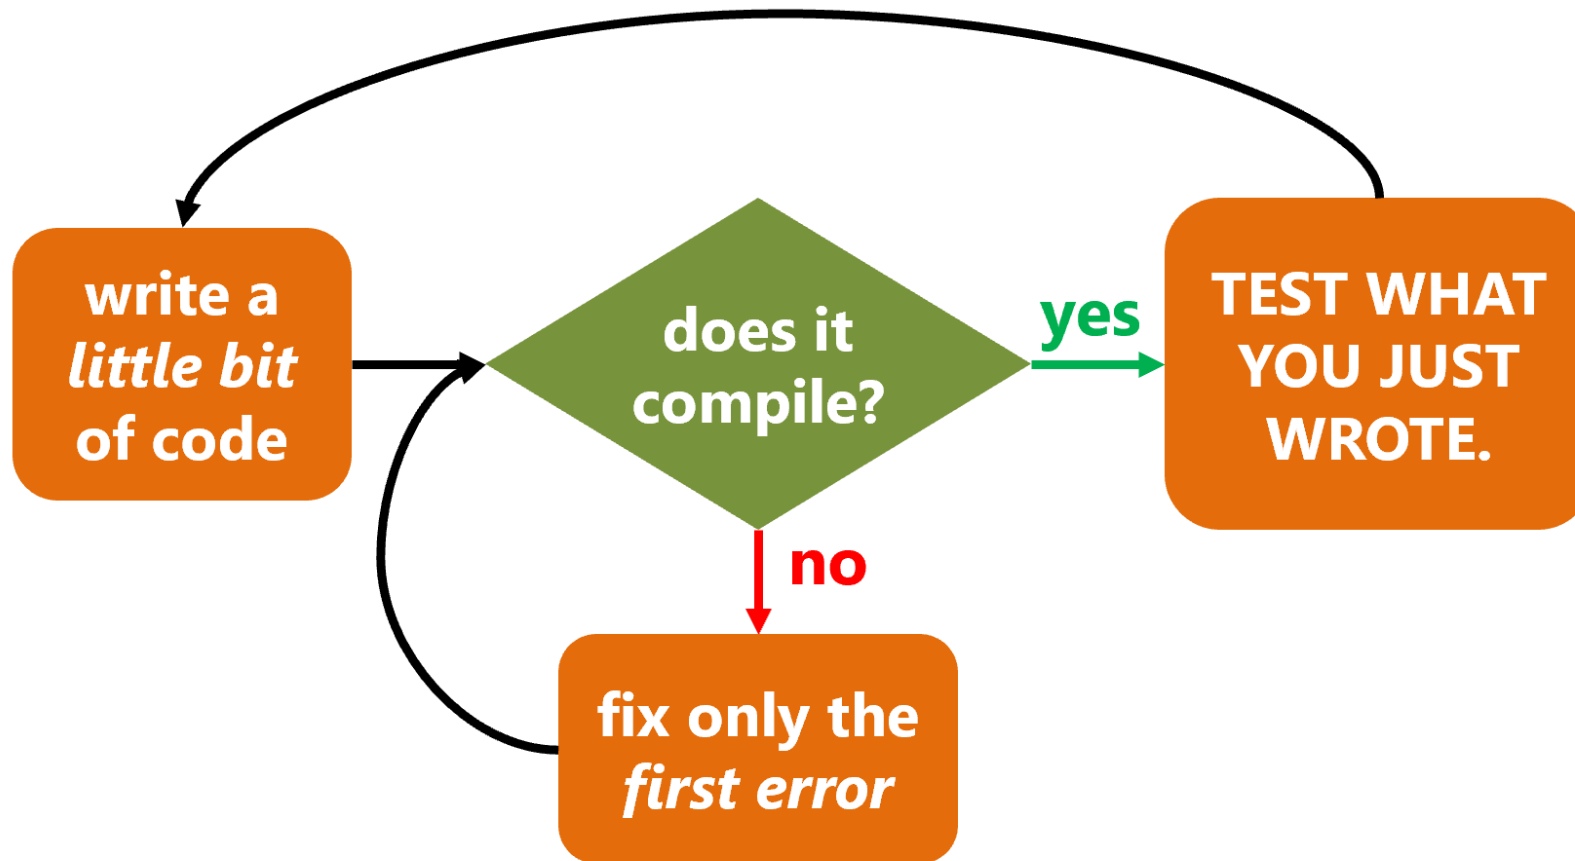 write a
little bit
of code
does it
compile?
yes
TEST WHAT
YOU JUST
WROTE.
no
fix only the
first error